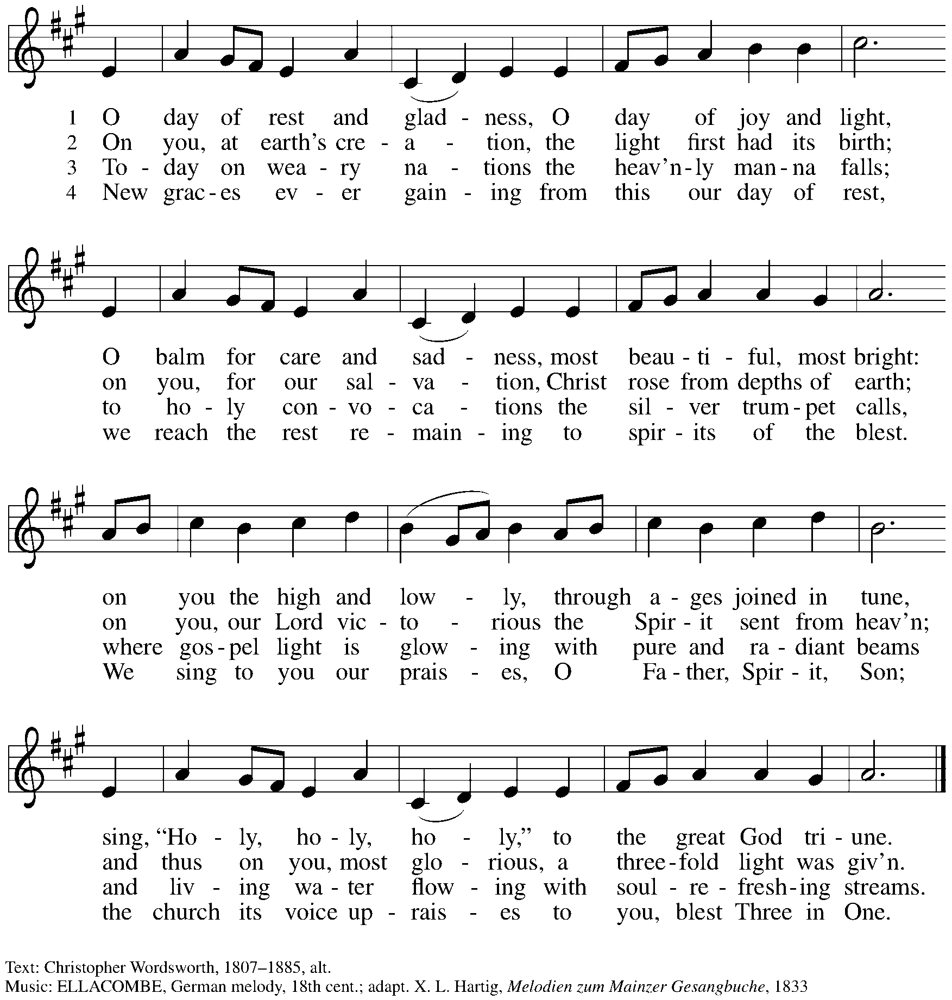 1 O day of rest and glad - ness, O day of joy and light,
2 On you, at earth's cre - a - tion, the light first had its birth;
3 To - day on wea - ry na - tions the heav'n - ly man - na falls;
4 New grac - es ev - er gain - ing from this our day of rest,
O balm for care and sad - ness, most beau - ti - ful, most bright:
on you, for our sal - va - tion, Christ rose from depths of earth;
to ho - ly con - vo - ca - tions the sil - ver trum - pet calls,
we reach the rest re - main - ing to spir - its of the blest.
on you the high and low - ly, through a - ges joined in tune,
on you, our Lord vic - to - rious the Spir - it sent from heav'n;
where gos - pel light is glow - ing with pure and ra - diant beams
We sing to you our prais - es, O Fa - ther, Spir - it, Son;
sing, “Ho - ly, ho - ly, ho - ly,” to the great God tri - une.
and thus on you, most glo - rious, a three - fold light was giv'n.
and liv - ing wa - ter flow - ing with soul - re - fresh - ing streams.
the church its voice up - rais - es to you, blest Three in One.
Text: Christopher Wordsworth, 1807–1885, alt.
Music: ELLACOMBE, German melody, 18th cent.; adapt. X. L. Hartig, Melodien zum Mainzer Gesangbuche, 1833